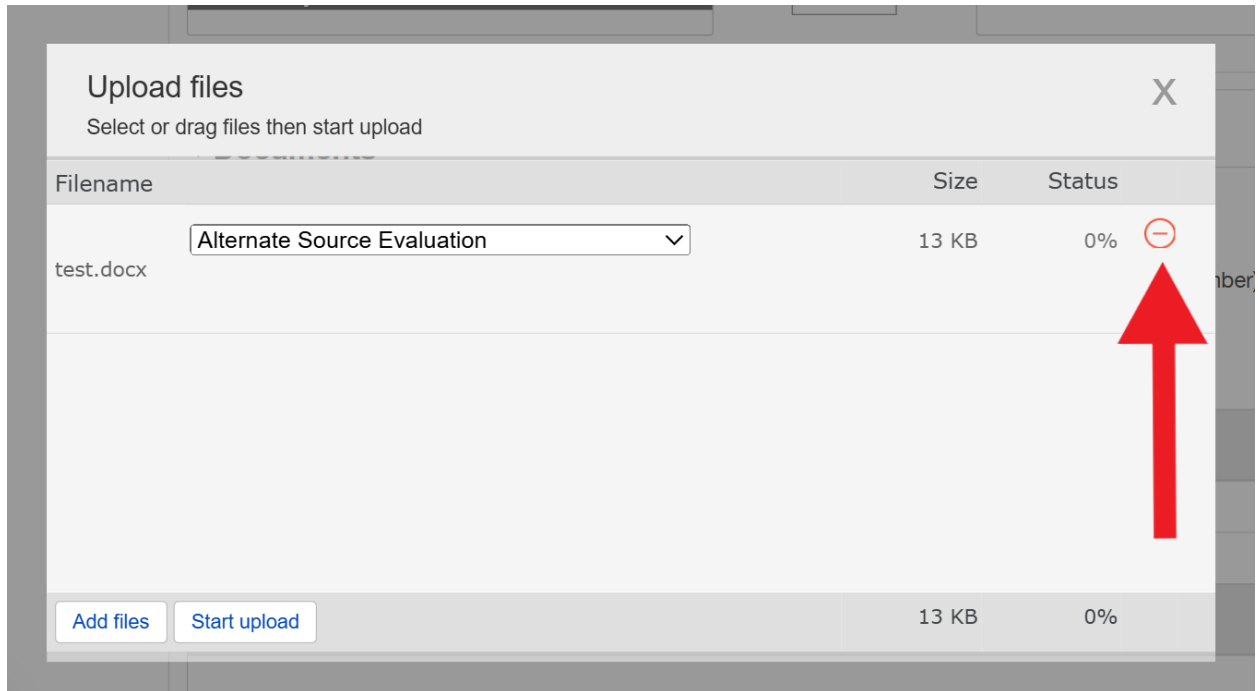 Upload files
X
Select or drag files then start upload
Filename Size Status
Alternate Source Evaluation 13 KB 0%
test.docx
Add files Start upload 13 KB 0%